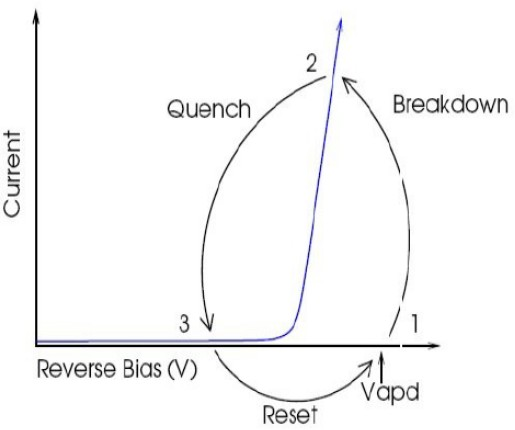 2
Quench
Breakdown
Current
3
1
Reverse Bias (V)
Vapd
Reset